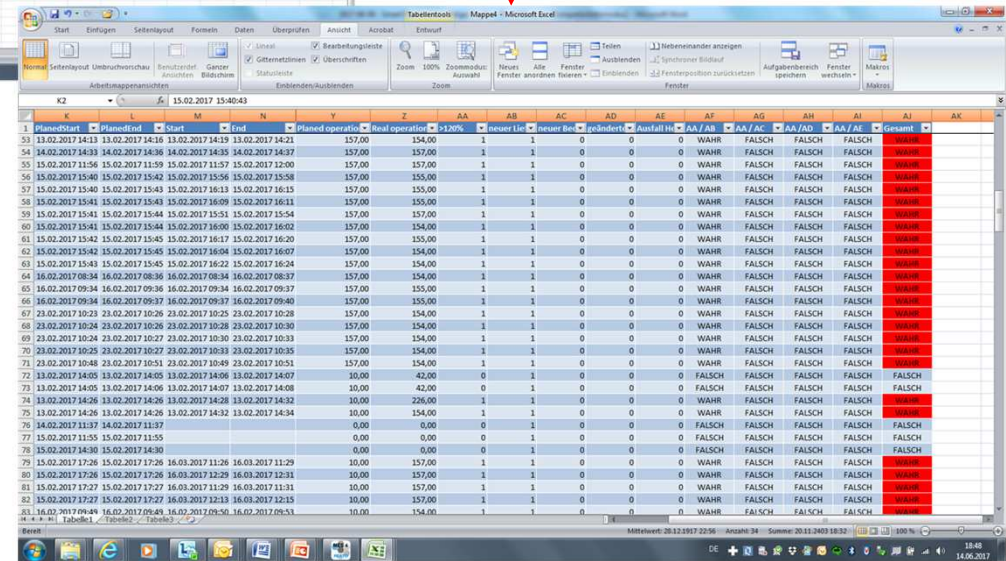 Tabellentools Mappe4 - Microsoft Excel
Start Einfügen Seitenlayout Formeln Daten Überprüfen Ansicht Acrobat Entwurf
Normal Seitenlayout Umbruchvorschau Benutzerdef. Ansichten Ganzer Bildschirm
Lineal Bearbeitungsleiste
Gitternetzlinien Überschriften
Statusleiste
Zoom 100% Zoommodus: Auswahl
Neues Fenster Alle anordnen Fenster fixieren
Teilen
Ausblenden
Einblenden
Nebeneinander anzeigen
Synchroner Bildlauf
Fensterposition zurücksetzen
Aufgabenbereich speichern Fenster wechseln Makros
Arbeitsmappenansichten Einblenden/Ausblenden Zoom Fenster Makros
K2 fx 15.02.2017 15:40:43
K L M N Y Z AA AB AC AD AE AF AG AH AI AJ AK
1 PlanedStart PlanedEnd Start End Planed operatio Real operation >120% neuer Lie neuer Bed geänderte Ausfall He AA / AB AA / AC AA /AD AA / AE Gesamt
53 13.02.2017 14:13 13.02.2017 14:16 13.02.2017 14:19 13.02.2017 14:21 157,00 154,00 1 1 0 0 0 WAHR FALSCH FALSCH FALSCH WAHR
54 14.02.2017 14:33 14.02.2017 14:36 14.02.2017 14:35 14.02.2017 14:37 157,00 154,00 1 1 0 0 0 WAHR FALSCH FALSCH FALSCH WAHR
55 15.02.2017 11:56 15.02.2017 11:59 15.02.2017 11:57 15.02.2017 12:00 157,00 155,00 1 1 0 0 0 WAHR FALSCH FALSCH FALSCH WAHR
56 15.02.2017 15:40 15.02.2017 15:42 15.02.2017 15:56 15.02.2017 15:58 157,00 155,00 1 1 0 0 0 WAHR FALSCH FALSCH FALSCH WAHR
57 15.02.2017 15:40 15.02.2017 15:43 15.02.2017 16:13 15.02.2017 16:15 157,00 155,00 1 1 0 0 0 WAHR FALSCH FALSCH FALSCH WAHR
58 15.02.2017 15:41 15.02.2017 15:43 15.02.2017 16:09 15.02.2017 16:11 157,00 155,00 1 1 0 0 0 WAHR FALSCH FALSCH FALSCH WAHR
59 15.02.2017 15:41 15.02.2017 15:44 15.02.2017 15:51 15.02.2017 15:54 157,00 157,00 1 1 0 0 0 WAHR FALSCH FALSCH FALSCH WAHR
60 15.02.2017 15:41 15.02.2017 15:44 15.02.2017 16:00 15.02.2017 16:02 157,00 154,00 1 1 0 0 0 WAHR FALSCH FALSCH FALSCH WAHR
61 15.02.2017 15:42 15.02.2017 15:45 15.02.2017 16:17 15.02.2017 16:20 157,00 155,00 1 1 0 0 0 WAHR FALSCH FALSCH FALSCH WAHR
62 15.02.2017 15:42 15.02.2017 15:45 15.02.2017 16:04 15.02.2017 16:07 157,00 154,00 1 1 0 0 0 WAHR FALSCH FALSCH FALSCH WAHR
63 15.02.2017 15:43 15.02.2017 15:45 15.02.2017 16:22 15.02.2017 16:24 157,00 154,00 1 1 0 0 0 WAHR FALSCH FALSCH FALSCH WAHR
64 16.02.2017 08:34 16.02.2017 08:36 16.02.2017 08:34 16.02.2017 08:37 157,00 154,00 1 1 0 0 0 WAHR FALSCH FALSCH FALSCH WAHR
65 16.02.2017 09:34 16.02.2017 09:36 16.02.2017 09:34 16.02.2017 09:37 157,00 155,00 1 1 0 0 0 WAHR FALSCH FALSCH FALSCH WAHR
66 16.02.2017 09:34 16.02.2017 09:37 16.02.2017 09:37 16.02.2017 09:40 157,00 155,00 1 1 0 0 0 WAHR FALSCH FALSCH FALSCH WAHR
67 23.02.2017 10:23 23.02.2017 10:26 23.02.2017 10:25 23.02.2017 10:28 157,00 154,00 1 1 0 0 0 WAHR FALSCH FALSCH FALSCH WAHR
68 23.02.2017 10:24 23.02.2017 10:26 23.02.2017 10:28 23.02.2017 10:30 157,00 154,00 1 1 0 0 0 WAHR FALSCH FALSCH FALSCH WAHR
69 23.02.2017 10:24 23.02.2017 10:27 23.02.2017 10:30 23.02.2017 10:33 157,00 154,00 1 1 0 0 0 WAHR FALSCH FALSCH FALSCH WAHR
70 23.02.2017 10:25 23.02.2017 10:27 23.02.2017 10:33 23.02.2017 10:35 157,00 154,00 1 1 0 0 0 WAHR FALSCH FALSCH FALSCH WAHR
71 23.02.2017 10:48 23.02.2017 10:51 23.02.2017 10:49 23.02.2017 10:51 157,00 154,00 1 1 0 0 0 WAHR FALSCH FALSCH FALSCH WAHR
72 13.02.2017 14:05 13.02.2017 14:05 13.02.2017 14:06 13.02.2017 14:07 10,00 42,00 0 1 0 0 0 FALSCH FALSCH FALSCH FALSCH FALSCH
73 13.02.2017 14:05 13.02.2017 14:06 13.02.2017 14:07 13.02.2017 14:08 10,00 42,00 0 1 0 0 0 FALSCH FALSCH FALSCH FALSCH FALSCH
74 13.02.2017 14:26 13.02.2017 14:26 13.02.2017 14:28 13.02.2017 14:32 10,00 226,00 1 1 0 0 0 WAHR FALSCH FALSCH FALSCH WAHR
75 13.02.2017 14:26 13.02.2017 14:26 13.02.2017 14:32 13.02.2017 14:34 10,00 154,00 1 1 0 0 0 WAHR FALSCH FALSCH FALSCH WAHR
76 14.02.2017 11:37 14.02.2017 11:37 0,00 0,00 0 1 0 0 0 FALSCH FALSCH FALSCH FALSCH FALSCH
77 15.02.2017 11:55 15.02.2017 11:55 0,00 0,00 0 1 0 0 0 FALSCH FALSCH FALSCH FALSCH FALSCH
78 15.02.2017 14:30 15.02.2017 14:30 0,00 0,00 0 1 0 0 0 FALSCH FALSCH FALSCH FALSCH FALSCH
79 15.02.2017 17:26 15.02.2017 17:26 16.03.2017 11:26 16.03.2017 11:29 10,00 157,00 1 1 0 0 0 WAHR FALSCH FALSCH FALSCH WAHR
80 15.02.2017 17:26 15.02.2017 17:26 16.03.2017 12:29 16.03.2017 12:31 10,00 157,00 1 1 0 0 0 WAHR FALSCH FALSCH FALSCH WAHR
81 15.02.2017 17:27 15.02.2017 17:27 16.03.2017 11:29 16.03.2017 11:31 10,00 157,00 1 1 0 0 0 WAHR FALSCH FALSCH FALSCH WAHR
82 15.02.2017 17:27 15.02.2017 17:27 16.03.2017 12:13 16.03.2017 12:15 10,00 157,00 1 1 0 0 0 WAHR FALSCH FALSCH FALSCH WAHR
83 16.02.2017 09:49 16.02.2017 09:49 16.02.2017 09:50 16.02.2017 09:53 10,00 154,00 1 1 0 0 0 WAHR FALSCH FALSCH FALSCH WAHR
Tabelle1 Tabelle2 Tabelle3
Bereit Mittelwert: 28.12.1917 22:56 Anzahl: 34 Summe: 20.11.2403 18:32 100 %
DE 18:48
14.06.2017